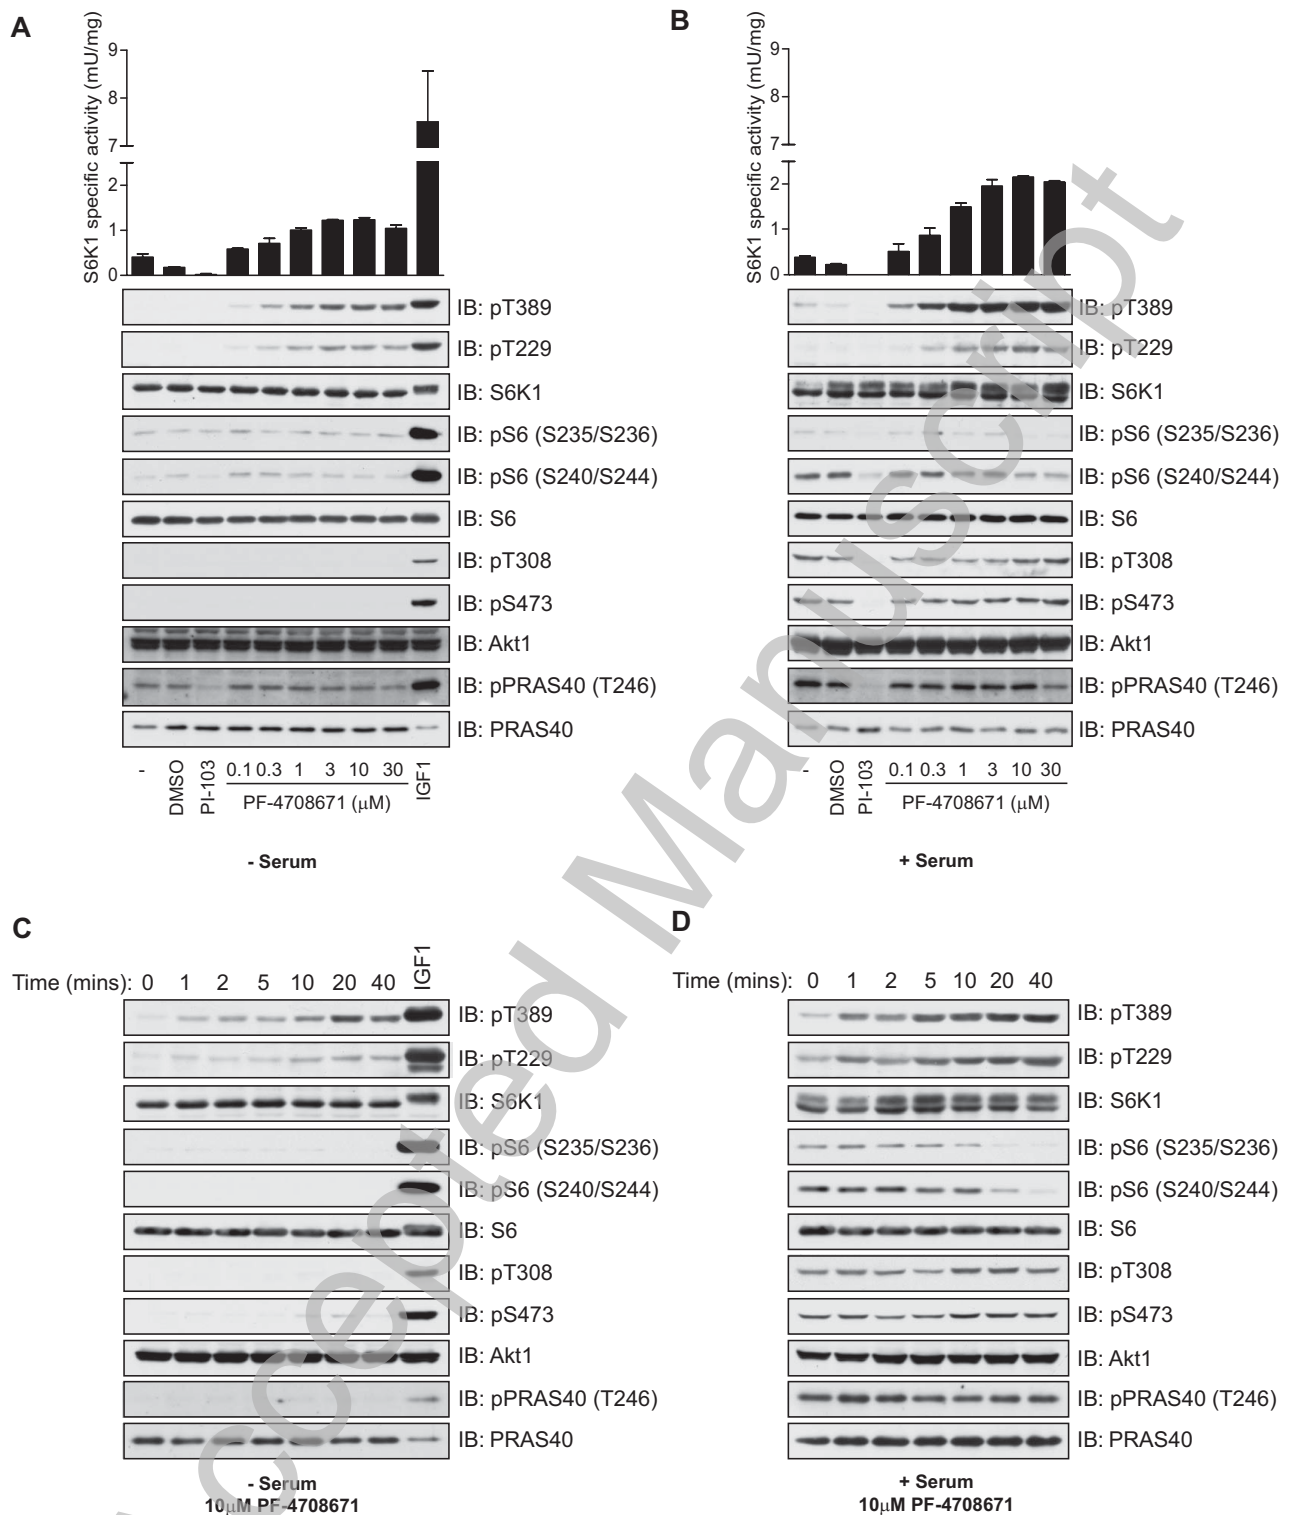 A
S6K1 specific activity (mU/mg)
9
8
7
2
1
0
IB: pT389
IB: pT229
IB: S6K1
IB: pS6 (S235/S236)
IB: pS6 (S240/S244)
IB: S6
IB: pT308
IB: pS473
IB: Akt1
IB: pPRAS40 (T246)
IB: PRAS40
- DMSO PI-103 0.1 0.3 1 3 10 30 IGF1
PF-4708671 (μM)
- Serum
B
S6K1 specific activity (mU/mg)
9
8
7
2
1
0
IB: pT389
IB: pT229
IB: S6K1
IB: pS6 (S235/S236)
IB: pS6 (S240/S244)
IB: S6
IB: pT308
IB: pS473
IB: Akt1
IB: pPRAS40 (T246)
IB: PRAS40
- DMSO PI-103 0.1 0.3 1 3 10 30
PF-4708671 (μM)
+ Serum
C
Time (mins): 0 1 2 5 10 20 40 IGF1
IB: pT389
IB: pT229
IB: S6K1
IB: pS6 (S235/S236)
IB: pS6 (S240/S244)
IB: S6
IB: pT308
IB: pS473
IB: Akt1
IB: pPRAS40 (T246)
IB: PRAS40
- Serum
10μM PF-4708671
D
Time (mins): 0 1 2 5 10 20 40
IB: pT389
IB: pT229
IB: S6K1
IB: pS6 (S235/S236)
IB: pS6 (S240/S244)
IB: S6
IB: pT308
IB: pS473
IB: Akt1
IB: pPRAS40 (T246)
IB: PRAS40
+ Serum
10μM PF-4708671
ccepted Manuscript